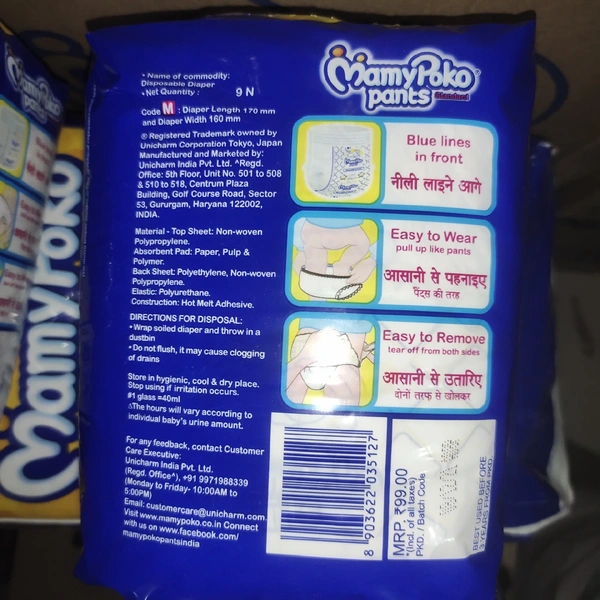 • Name of commodity:
Disposable Diaper
• Net Quantity : 9 N
Code M : Diaper Length 170 mm
and Diaper Width 160 mm
® Registered Trademark owned by
Unicharm Corporation Tokyo, Japan
Manufactured and Marketed by:
Unicharm India Pvt. Ltd. ^Regd.
Office: 5th Floor, Unit No. 501 to 508
& 510 to 518, Centrum Plaza
Building, Golf Course Road, Sector
53, Gururgam, Haryana 122002,
INDIA.
Material - Top Sheet: Non-woven
Polypropylene.
Absorbent Pad: Paper, Pulp &
Polymer.
Back Sheet: Polyethylene, Non-woven
Polypropylene.
Elastic: Polyurethane.
Construction: Hot Melt Adhesive.
DIRECTIONS FOR DISPOSAL:
• Wrap soiled diaper and throw in a
dustbin
• Do not flush, it may cause clogging
of drains
Store in hygienic, cool & dry place.
Stop using if irritation occurs.
#1 glass =40ml
∆The hours will vary according to
individual baby's urine amount.
For any feedback, contact Customer
Care Executive:
Unicharm India Pvt. Ltd.
(Regd. Office^), +91 9971988339
(Monday to Friday- 10:00AM to
5:00PM)
Email: customercare@unicharm.com.
Visit www.mamypoko.co.in Connect
with us on www.facebook.com/
mamypokopantsindia
MamyPoko
pants Standard
Blue lines
in front
नीली लाइने आगे
Easy to Wear
pull up like pants
आसानी से पहनाइए
पैंट्स की तरह
Easy to Remove
tear off from both sides
आसानी से उतारिए
दोनों तरफ से खोलकर
8 903622 035127
MRP ₹99.00
*(Incl. of all taxes)
PKD. / Batch Code
BEST USED BEFORE
3 YEARS FROM PKD.
MamyPoko
pants
MamyPoko